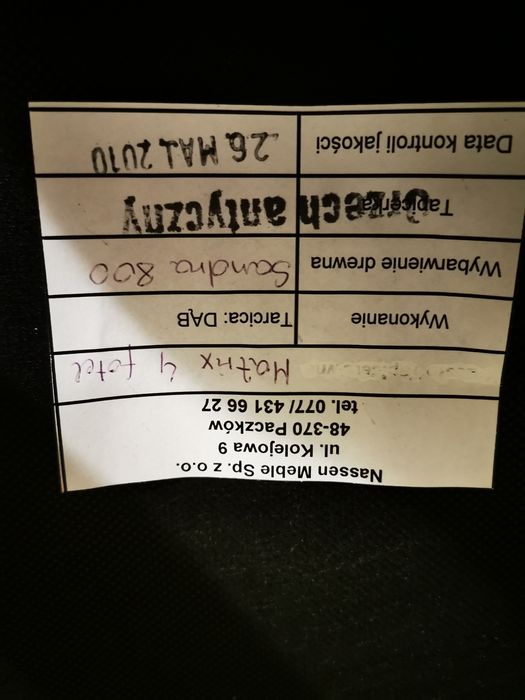 Nassen Meble Sp. z o.o.
ul. Kolejowa 9
48-370 Paczków
tel. 077/ 431 66 27
Matrix 4 fotel
Wykonanie Tarcica: DĄB
Wybarwienie drewna Sandra 800
Tapicerka Orzech antyczny
Data kontroli jakości 26. MAJ 2010